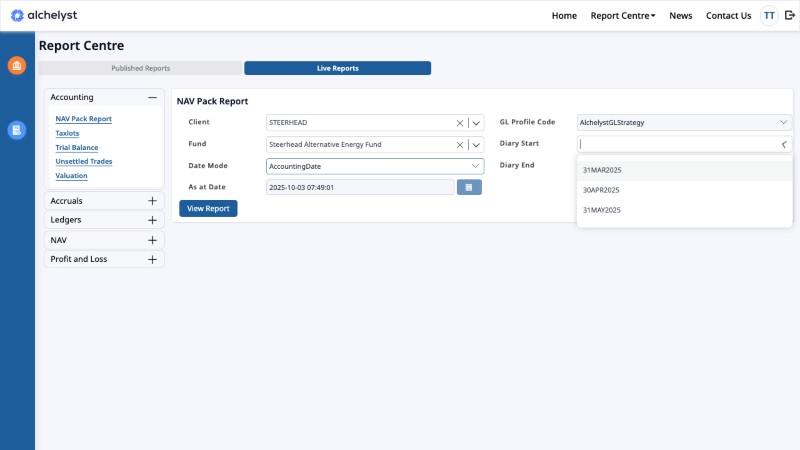 alchelyst
Home
Report Centre
News
Contact Us
TT
Report Centre
Published Reports
Live Reports
Accounting
NAV Pack Report
Taxlots
Trial Balance
Unsettled Trades
Valuation
Accruals
Ledgers
NAV
Profit and Loss
NAV Pack Report
Client
STEERHEAD
GL Profile Code
AlchelystGLStrategy
Fund
Steerhead Alternative Energy Fund
Diary Start
Date Mode
AccountingDate
Diary End
31MAR2025
30APR2025
31MAY2025
As at Date
2025-10-03 07:49:01
View Report